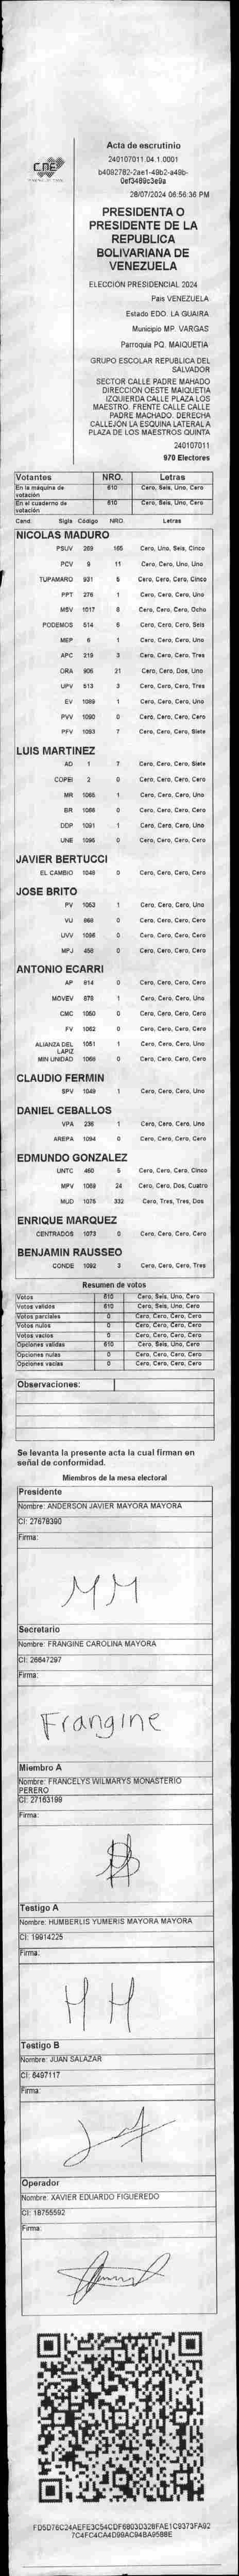 CNE
Acta de escrutinio
240107011.04.1.0001
b4082782-2ae1-49b2-a49b-
0ef3489c3e9a
28/07/2024 06:56:36 PM
PRESIDENTA O
PRESIDENTE DE LA
REPUBLICA
BOLIVARIANA DE
VENEZUELA
ELECCIÓN PRESIDENCIAL 2024
Pais VENEZUELA
Estado EDO. LA GUAIRA
Municipio MP. VARGAS
Parroquia PQ. MAIQUETIA
GRUPO ESCOLAR REPUBLICA DEL
SALVADOR
SECTOR CALLE PADRE MAHADO
DIRECCION OESTE MAIQUETIA
IZQUIERDA CALLE PLAZA LOS
MAESTRO. FRENTE CALLE CALLE
PADRE MACHADO. DERECHA
CALLEJÓN LA ESQUINA LATERAL A
PLAZA DE LOS MAESTROS QUINTA
240107011
970 Electores
Votantes NRO. Letras
En la máquina de votación 610 Cero, Seis, Uno, Cero
En el cuaderno de votación 610 Cero, Seis, Uno, Cero
Cand. Sigla Código NRO. Letras
NICOLAS MADURO
PSUV 289 165 Cero, Uno, Seis, Cinco
PCV 9 11 Cero, Cero, Uno, Uno
TUPAMARO 931 5 Cero, Cero, Cero, Cinco
PPT 276 1 Cero, Cero, Cero, Uno
MSV 1017 8 Cero, Cero, Cero, Ocho
PODEMOS 514 6 Cero, Cero, Cero, Seis
MEP 6 1 Cero, Cero, Cero, Uno
APC 219 3 Cero, Cero, Cero, Tres
ORA 906 21 Cero, Cero, Dos, Uno
UPV 513 3 Cero, Cero, Cero, Tres
EV 1089 1 Cero, Cero, Cero, Uno
PVV 1090 0 Cero, Cero, Cero, Cero
PFV 1093 7 Cero, Cero, Cero, Siete
LUIS MARTINEZ
AD 1 7 Cero, Cero, Cero, Siete
COPEI 2 0 Cero, Cero, Cero, Cero
MR 1065 1 Cero, Cero, Cero, Uno
BR 1088 0 Cero, Cero, Cero, Cero
DDP 1091 1 Cero, Cero, Cero, Uno
UNE 1095 0 Cero, Cero, Cero, Cero
JAVIER BERTUCCI
EL CAMBIO 1048 0 Cero, Cero, Cero, Cero
JOSE BRITO
PV 1053 1 Cero, Cero, Cero, Uno
VU 868 0 Cero, Cero, Cero, Cero
UVV 1096 0 Cero, Cero, Cero, Cero
MPJ 458 0 Cero, Cero, Cero, Cero
ANTONIO ECARRI
AP 814 0 Cero, Cero, Cero, Cero
MOVEV 878 1 Cero, Cero, Cero, Uno
CMC 1050 0 Cero, Cero, Cero, Cero
FV 1062 0 Cero, Cero, Cero, Cero
ALIANZA DEL LAPIZ 1051 1 Cero, Cero, Cero, Uno
MIN UNIDAD 1066 0 Cero, Cero, Cero, Cero
CLAUDIO FERMIN
SPV 1049 1 Cero, Cero, Cero, Uno
DANIEL CEBALLOS
VPA 236 1 Cero, Cero, Cero, Uno
AREPA 1094 0 Cero, Cero, Cero, Cero
EDMUNDO GONZALEZ
UNTC 460 5 Cero, Cero, Cero, Cinco
MPV 1069 24 Cero, Cero, Dos, Cuatro
MUD 1075 332 Cero, Tres, Tres, Dos
ENRIQUE MARQUEZ
CENTRADOS 1073 0 Cero, Cero, Cero, Cero
BENJAMIN RAUSSEO
CONDE 1092 3 Cero, Cero, Cero, Tres
Resumen de votos
Votos 610 Cero, Seis, Uno, Cero
Votos validos 610 Cero, Seis, Uno, Cero
Votos parciales 0 Cero, Cero, Cero, Cero
Votos nulos 0 Cero, Cero, Cero, Cero
Votos vacios 0 Cero, Cero, Cero, Cero
Opciones validas 610 Cero, Seis, Uno, Cero
Opciones nulas 0 Cero, Cero, Cero, Cero
Opciones vacias 0 Cero, Cero, Cero, Cero
Observaciones:
Se levanta la presente acta la cual firman en
señal de conformidad.
Miembros de la mesa electoral
Presidente
Nombre: ANDERSON JAVIER MAYORA MAYORA
CI: 27678390
Firma:
MM
Secretario
Nombre: FRANGINE CAROLINA MAYORA
CI: 26647297
Firma:
Frangine
Miembro A
Nombre: FRANCELYS WILMARYS MONASTERIO
PERERO
CI: 27163199
Firma:
Testigo A
Nombre: HUMBERLIS YUMERIS MAYORA MAYORA
CI: 19914225
Firma:
HH
Testigo B
Nombre: JUAN SALAZAR
CI: 6497117
Firma:
Operador
Nombre: XAVIER EDUARDO FIGUEREDO
CI: 18755592
Firma:
FD5D76C24AEFE3C54CDF6803D328FAE1C9373FA92
7C4FC4CA4D99AC94BA9588E